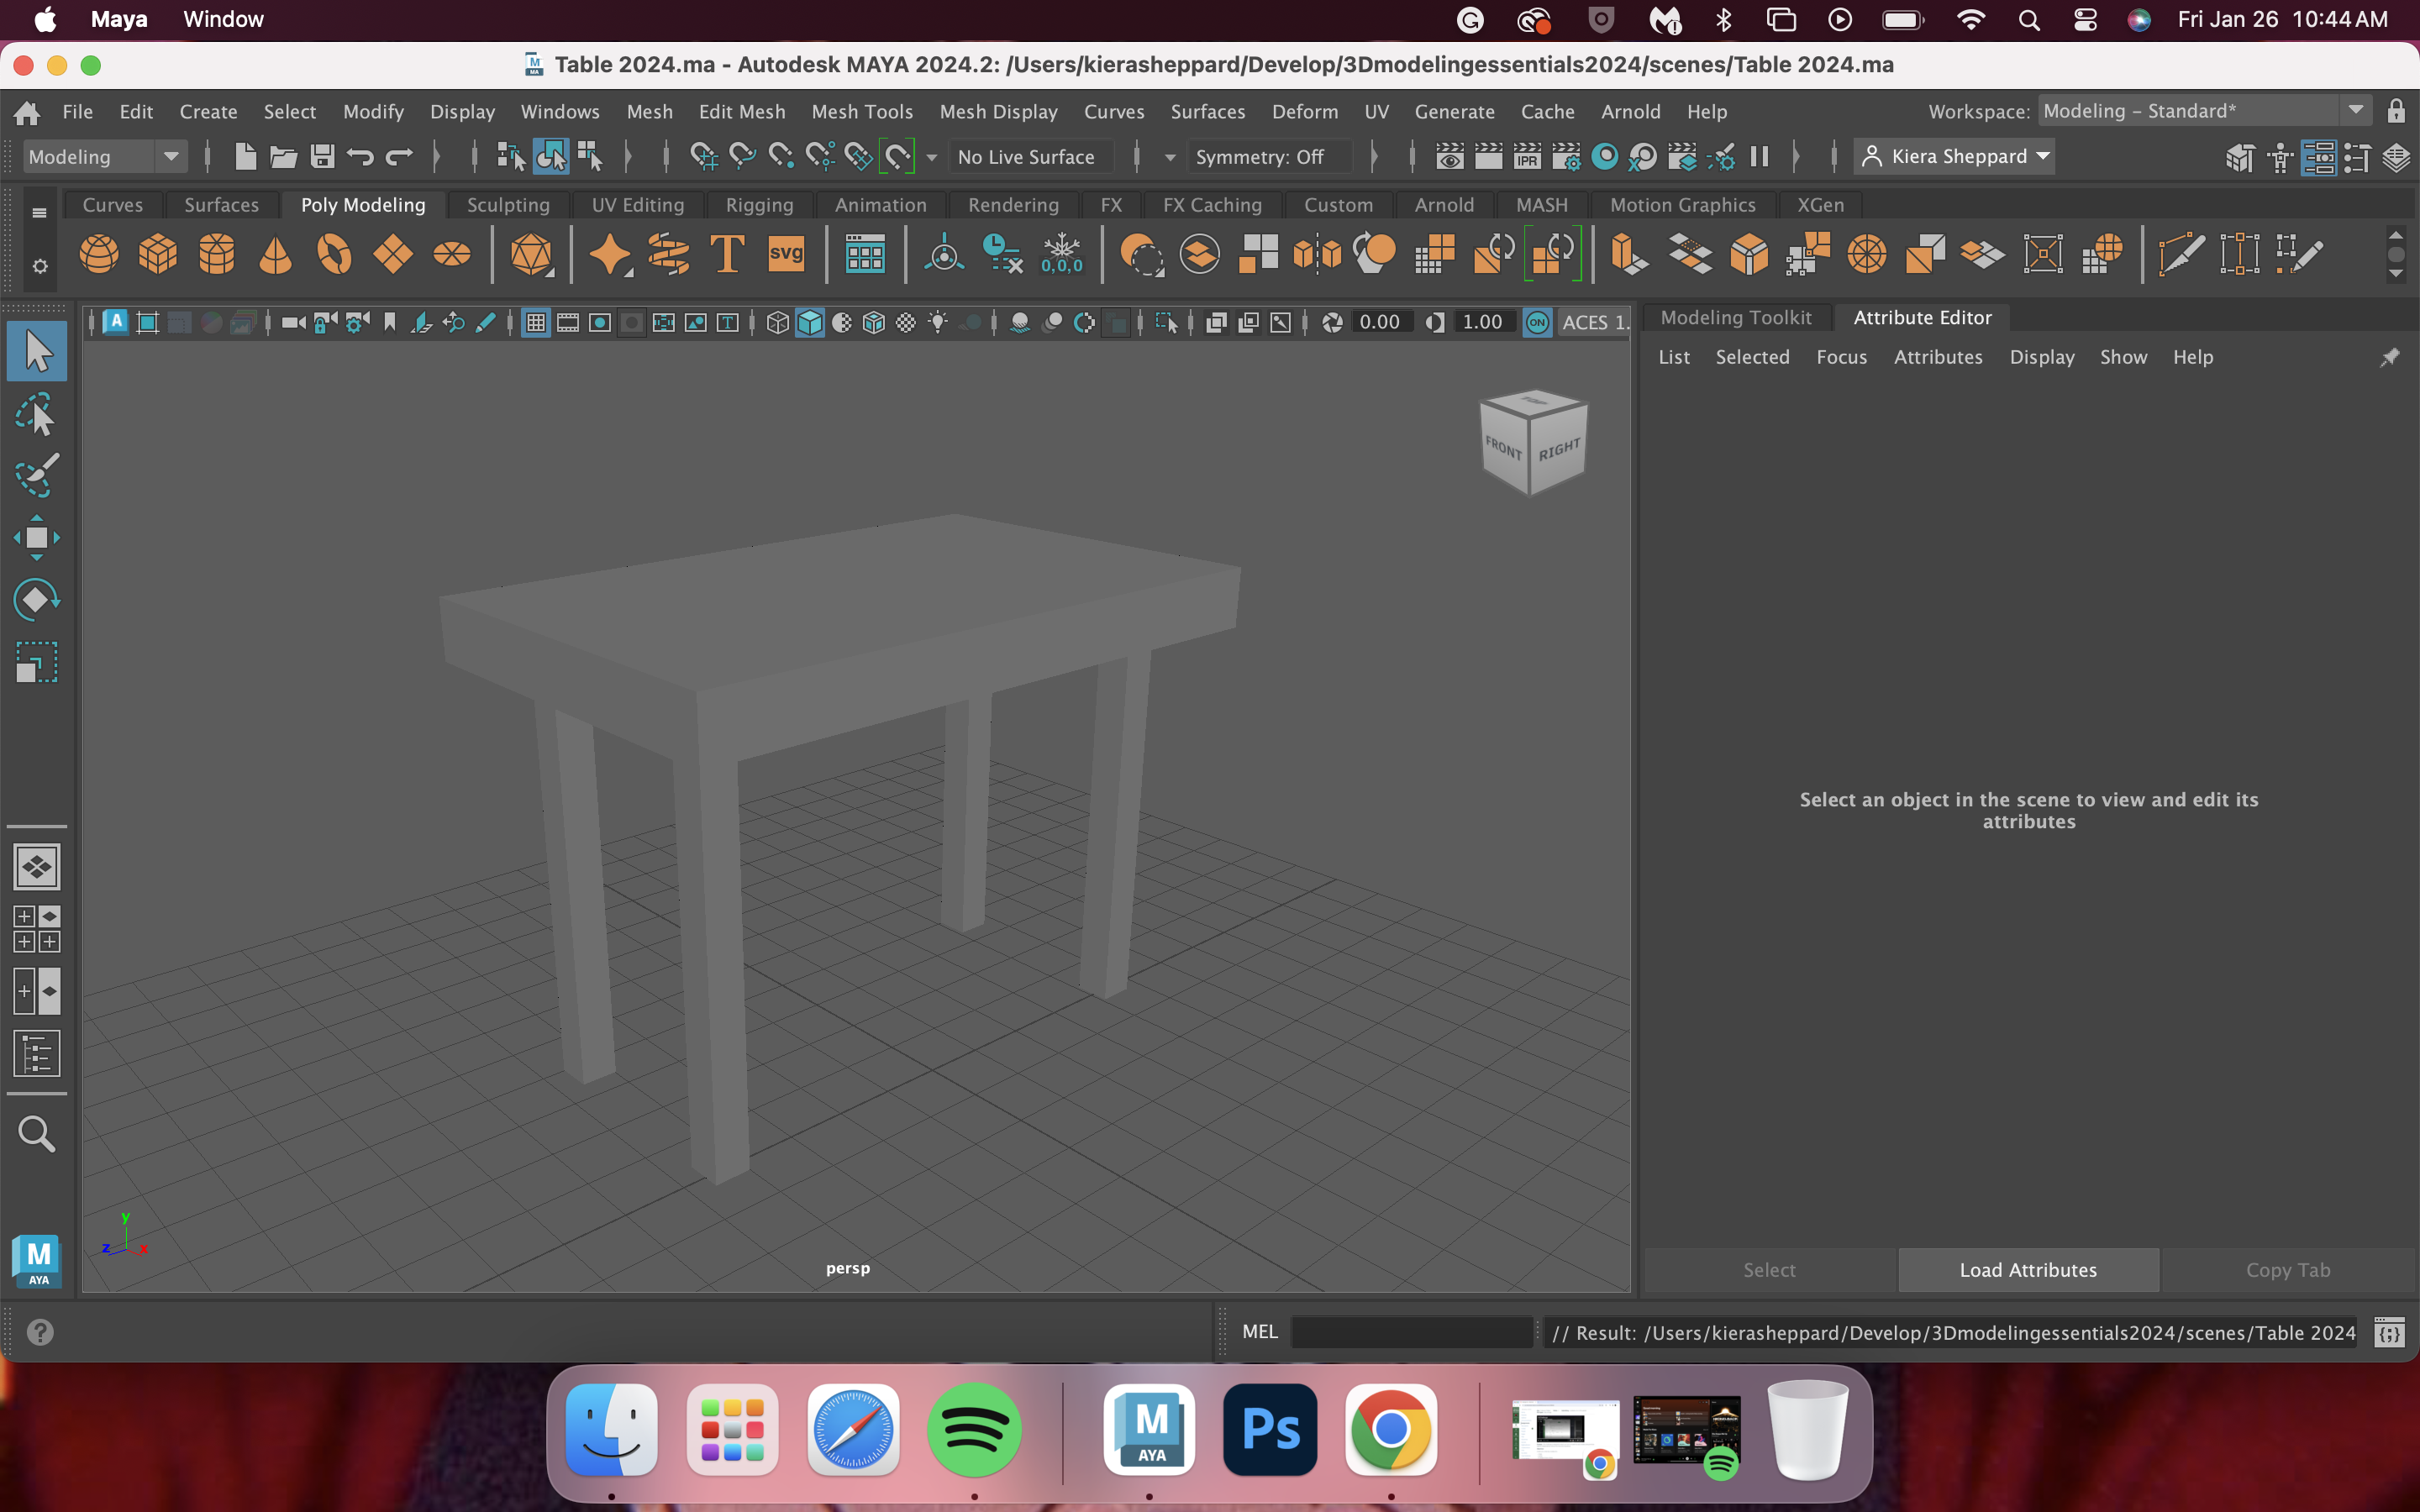 Maya Window Fri Jan 26 10:44 AM
Table 2024.ma - Autodesk MAYA 2024.2: /Users/kierasheppard/Develop/3Dmodelingessentials2024/scenes/Table 2024.ma
File Edit Create Select Modify Display Windows Mesh Edit Mesh Mesh Tools Mesh Display Curves Surfaces Deform UV Generate Cache Arnold Help Workspace: Modeling - Standard*
Modeling No Live Surface Symmetry: Off IPR Kiera Sheppard
Curves Surfaces Poly Modeling Sculpting UV Editing Rigging Animation Rendering FX FX Caching Custom Arnold MASH Motion Graphics XGen
T svg 0,0,0
A T 0.00 1.00 ON ACES 1.
Modeling Toolkit Attribute Editor
List Selected Focus Attributes Display Show Help
TOP
FRONT RIGHT
Select an object in the scene to view and edit its
attributes
y
z x
persp
M
AYA
Select Load Attributes Copy Tab
? MEL // Result: /Users/kierasheppard/Develop/3Dmodelingessentials2024/scenes/Table 2024
M
AYA
Ps